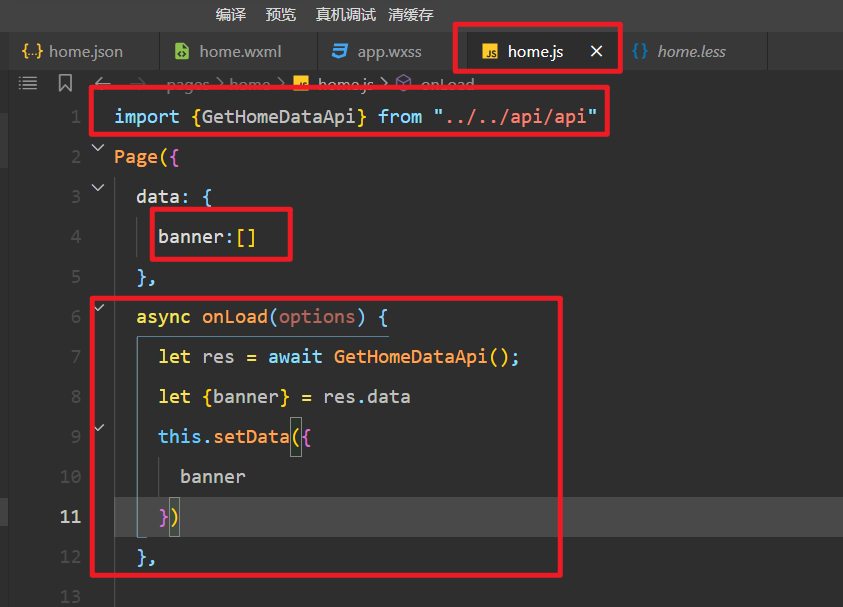 编译 预览 真机调试 清缓存
{..} home.json home.wxml app.wxss JS home.js × {} home.less
pages > home > JS home.js > onLoad
1 import {GetHomeDataApi} from "../../api/api"
2 Page({
3 data: {
4 banner:[]
5 },
6 async onLoad(options) {
7 let res = await GetHomeDataApi();
8 let {banner} = res.data
9 this.setData({
10 banner
11 })
12 },
13